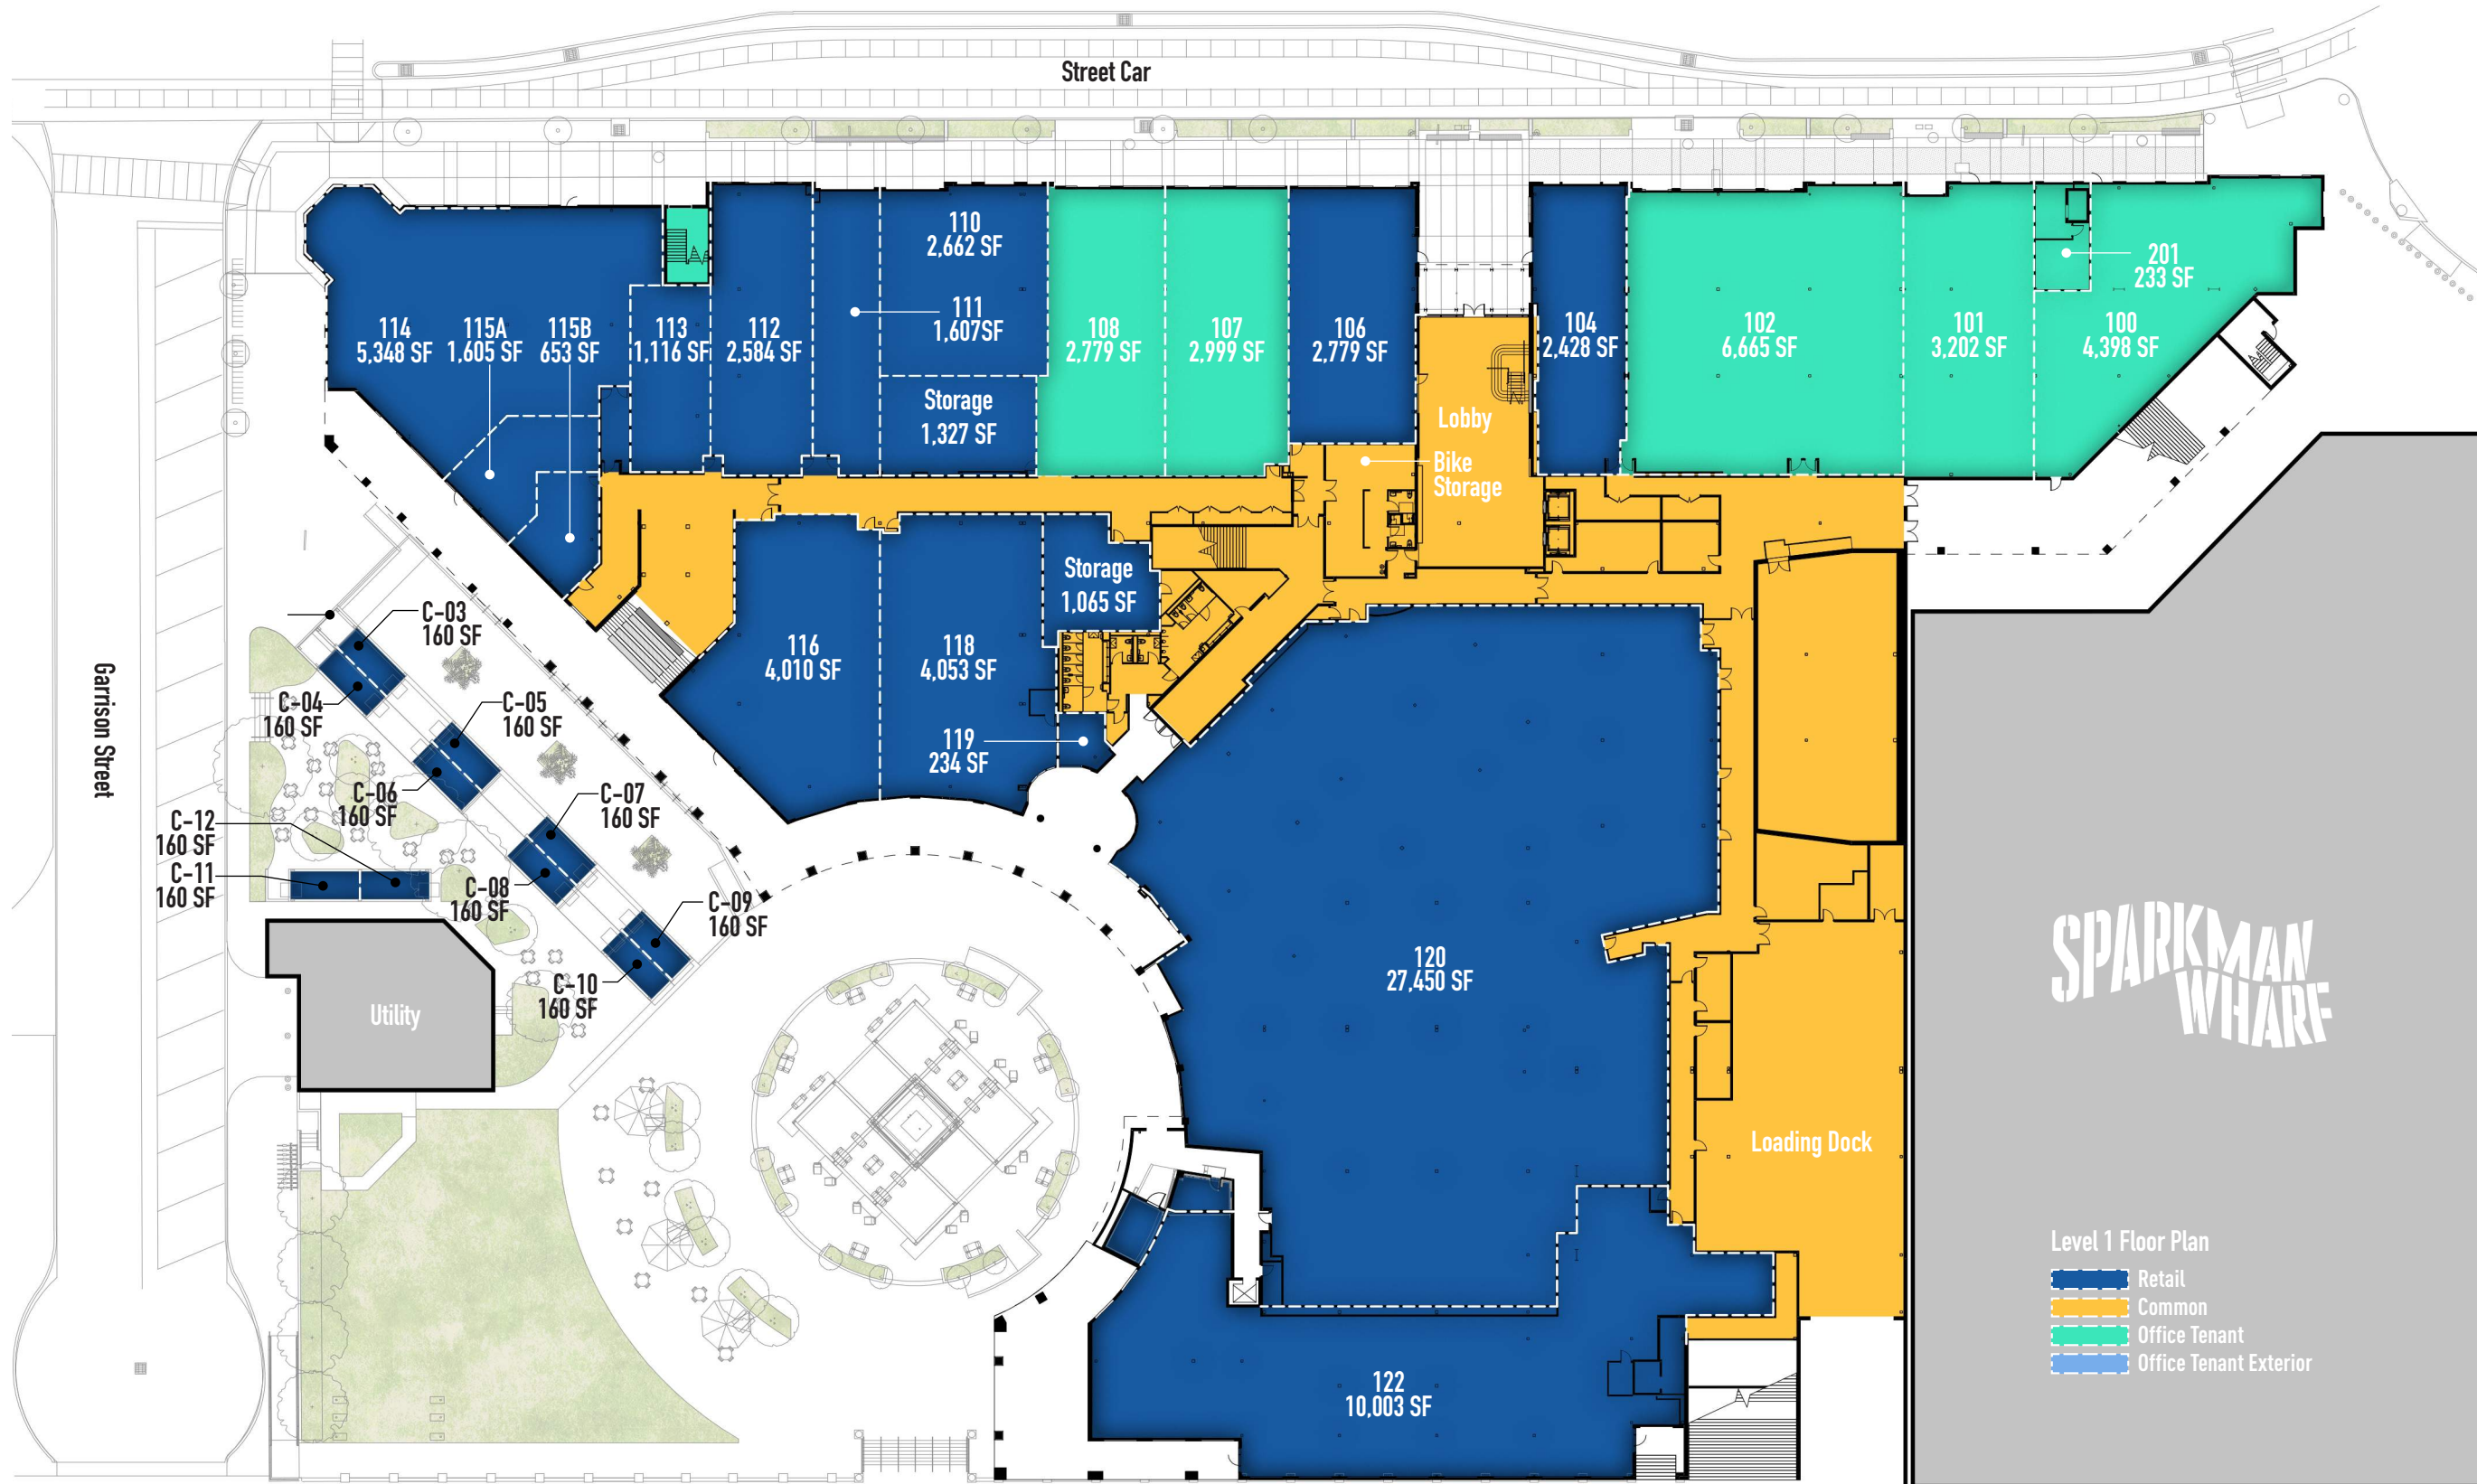 Street Car
110
2,662 SF
201
233 SF
111
1,607SF
114
5,348 SF
115A
1,605 SF
115B
653 SF
113
1,116 SF
112
2,584 SF
108
2,779 SF
107
2,999 SF
106
2,779 SF
104
2,428 SF
102
6,665 SF
101
3,202 SF
100
4,398 SF
Storage
1,327 SF
Lobby
Bike
Storage
Storage
1,065 SF
C-03
160 SF
116
4,010 SF
118
4,053 SF
Garrison Street
C-04
160 SF
C-05
160 SF
119
234 SF
C-06
160 SF
C-07
160 SF
C-12
160 SF
C-11
160 SF
C-08
160 SF
C-09
160 SF
C-10
160 SF
120
27,450 SF
Utility
SPARKMAN
WHARF
Loading Dock
122
10,003 SF
Level 1 Floor Plan
Retail
Common
Office Tenant
Office Tenant Exterior